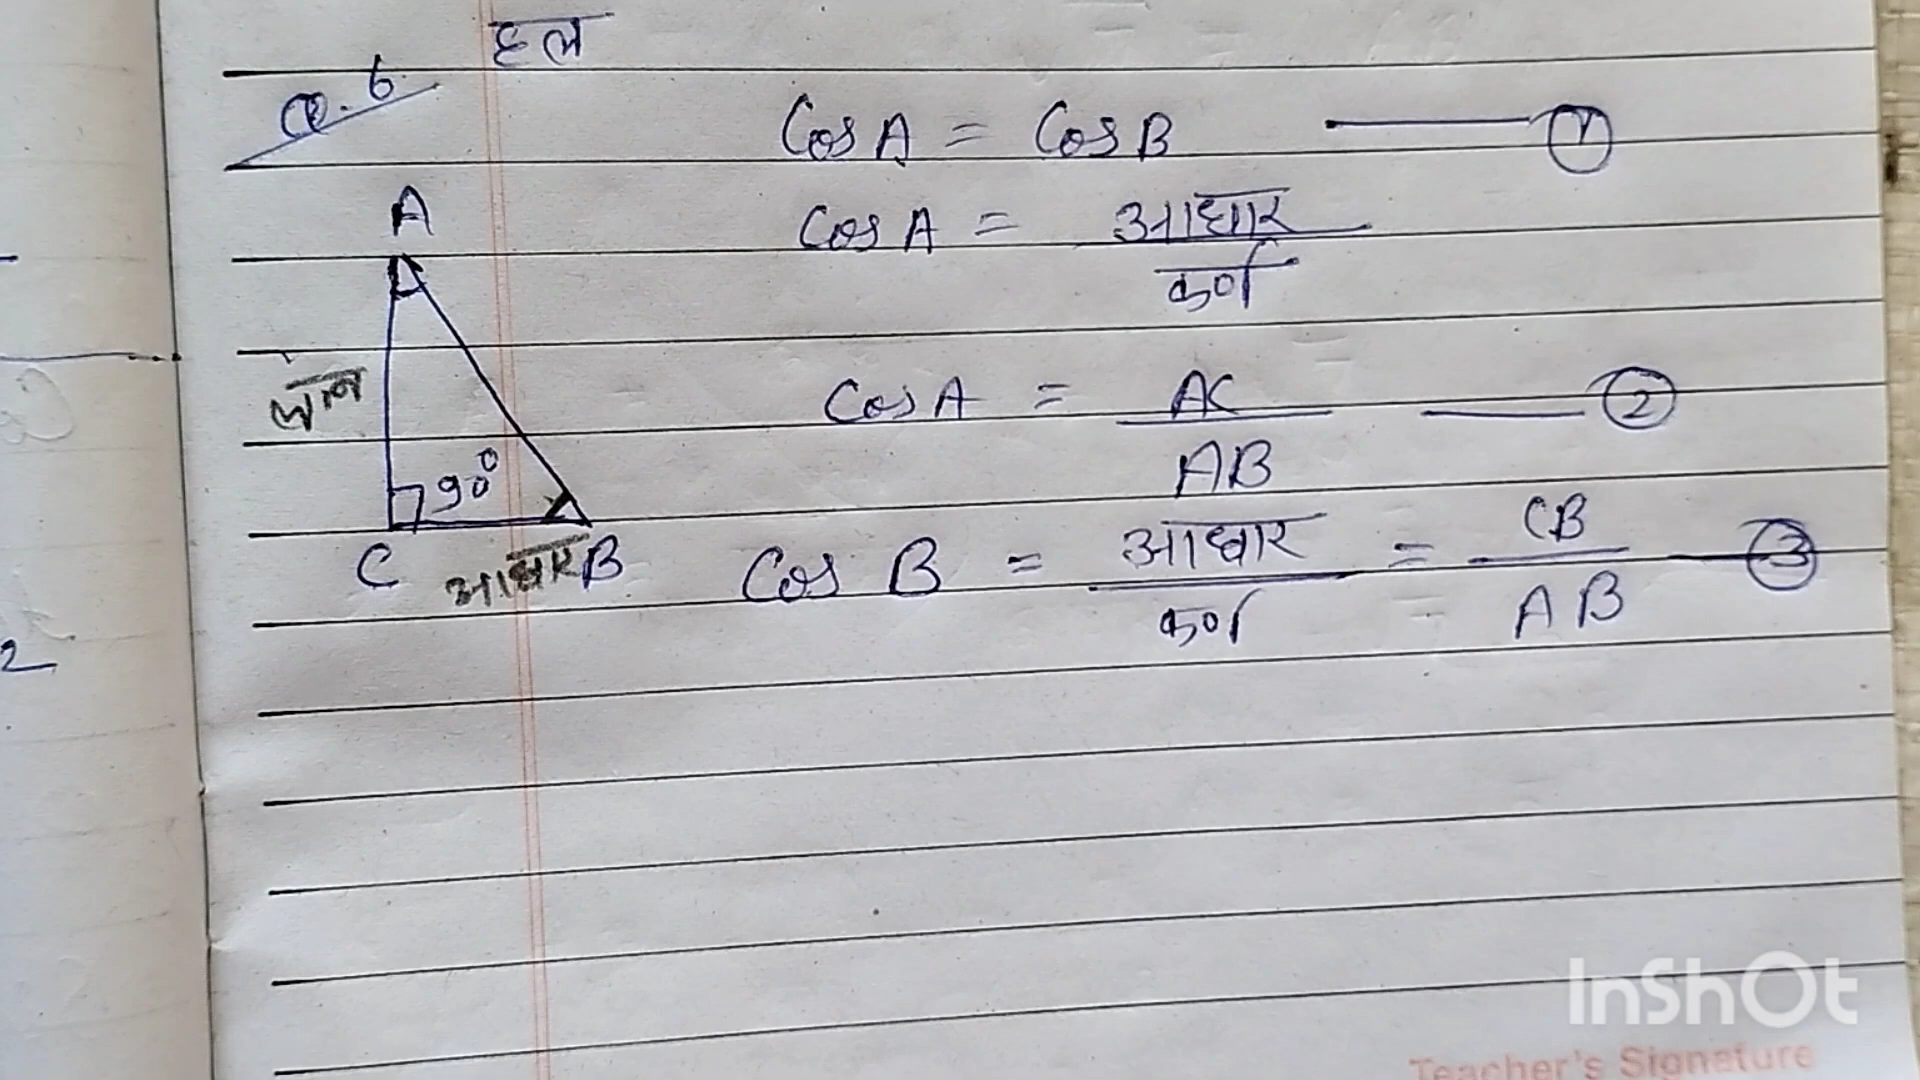 हल
Q.6
Cos A = Cos B ——— 1
A
Cos A = आधार / कर्ण
लम्ब
Cos A = AC / AB ——— 2
90°
C आधार B
Cos B = आधार / कर्ण = CB / AB ——— 3
2
InShOt
Teacher's Signature